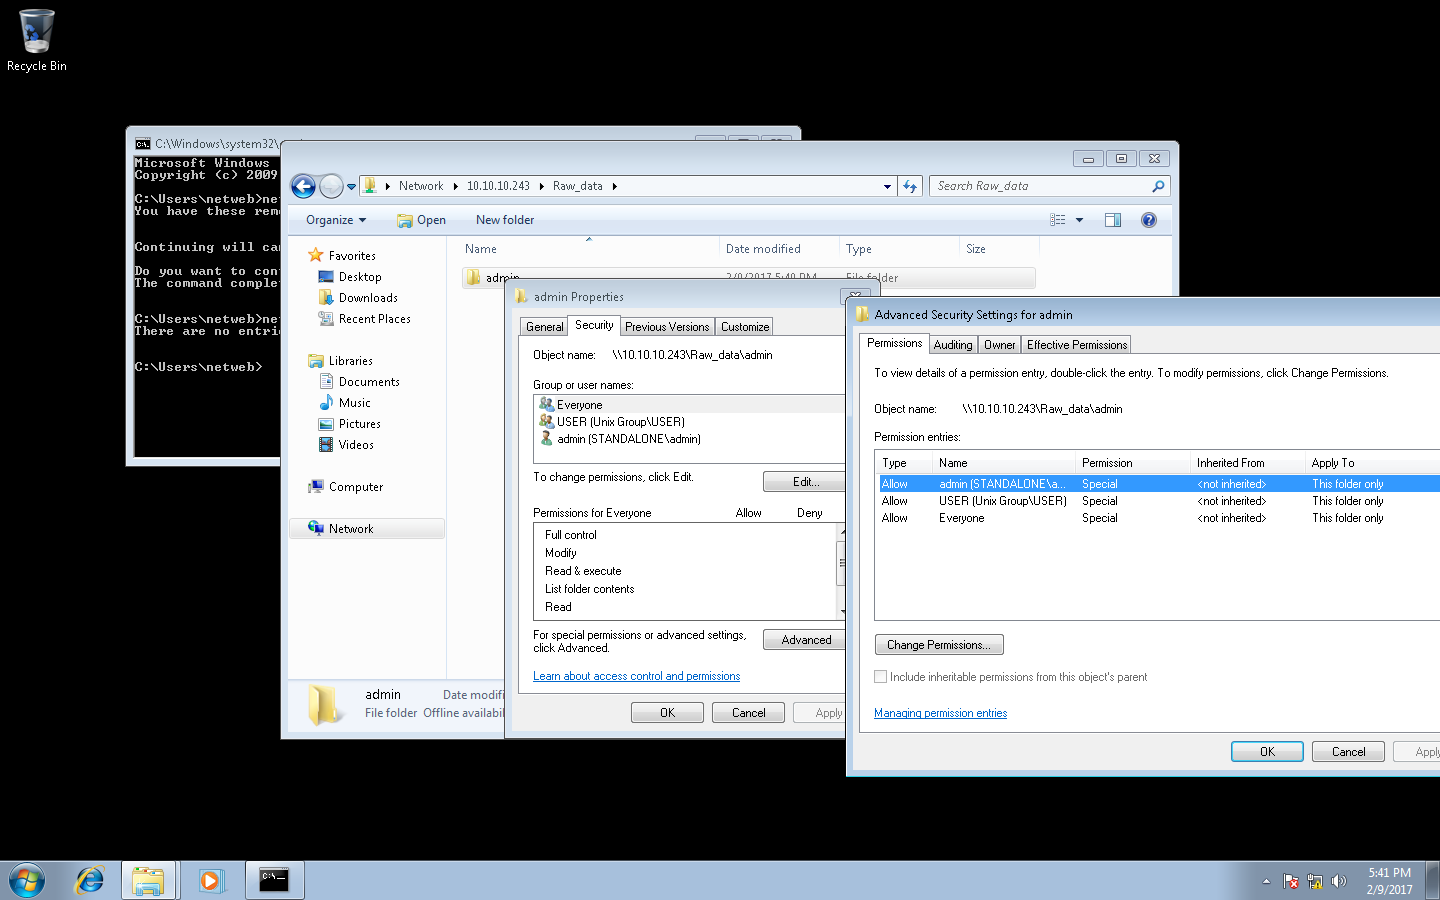 Recycle Bin
C:\Windows\system32\
Microsoft Windows
Copyright (c) 2009
C:\Users\netweb>net
You have these rem
Continuing will can
Do you want to con
The command complet
C:\Users\netweb>net
There are no entrie
C:\Users\netweb>
Network
10.10.10.243
Raw_data
Search Raw_data
Organize
Open
New folder
Name
Date modified
Type
Size
admin
2/9/2017 5:40 PM
File folder
Favorites
Desktop
Downloads
Recent Places
Libraries
Documents
Music
Pictures
Videos
Computer
Network
admin
Date modifi
File folder
Offline availabil
admin Properties
General
Security
Previous Versions
Customize
Object name:
\\10.10.10.243\Raw_data\admin
Group or user names:
Everyone
USER (Unix Group\USER)
admin (STANDALONE\admin)
To change permissions, click Edit.
Edit...
Permissions for Everyone
Allow
Deny
Full control
Modify
Read & execute
List folder contents
Read
For special permissions or advanced settings,
click Advanced.
Advanced
Learn about access control and permissions
OK
Cancel
Apply
Advanced Security Settings for admin
Permissions
Auditing
Owner
Effective Permissions
To view details of a permission entry, double-click the entry. To modify permissions, click Change Permissions.
Object name:
\\10.10.10.243\Raw_data\admin
Permission entries:
Type
Name
Permission
Inherited From
Apply To
Allow
admin (STANDALONE\a...
Special
<not inherited>
This folder only
Allow
USER (Unix Group\USER)
Special
<not inherited>
This folder only
Allow
Everyone
Special
<not inherited>
This folder only
Change Permissions...
Include inheritable permissions from this object's parent
Managing permission entries
OK
Cancel
Apply
C:\_
5:41 PM
2/9/2017